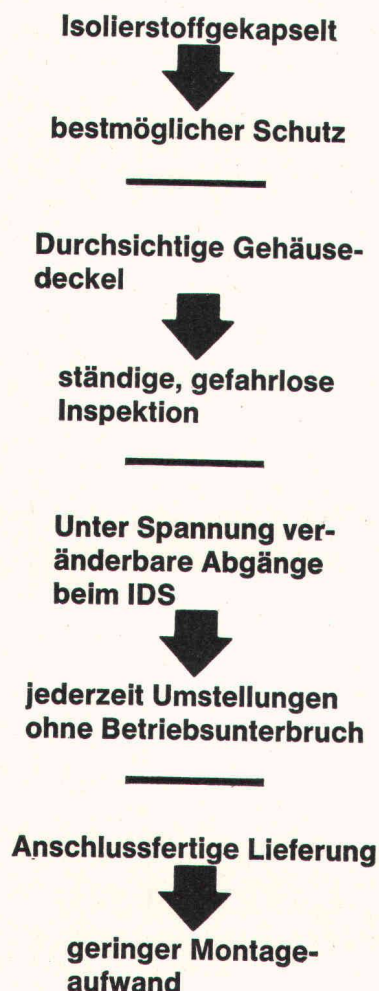 Isolierstoffgekapselt
bestmöglicher Schutz
Durchsichtige Gehäuse-
deckel
ständige, gefahrlose
Inspektion
Unter Spannung ver-
änderbare Abgänge
beim IDS
jederzeit Umstellungen
ohne Betriebsunterbruch
Anschlussfertige Lieferung
geringer Montage-
aufwand